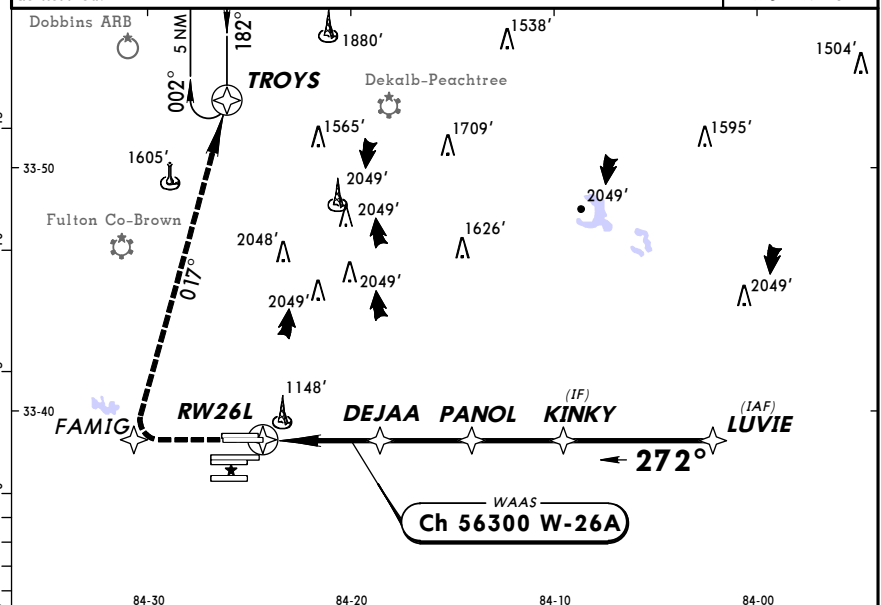 Dobbins ARB
5 NM
182°
002°
TROYS
1880'
1538'
1504'
Dekalb-Peachtree
1565'
1709'
1595'
33-50
1605'
2049'
2049'
2049'
Fulton Co-Brown
2048'
1626'
017°
2049'
2049'
2049'
33-40
1148'
FAMIG
RW26L
DEJAA
PANOL
(IF)
KINKY
(IAF)
LUVIE
272°
WAAS
Ch 56300 W-26A
84-30
84-20
84-10
84-00